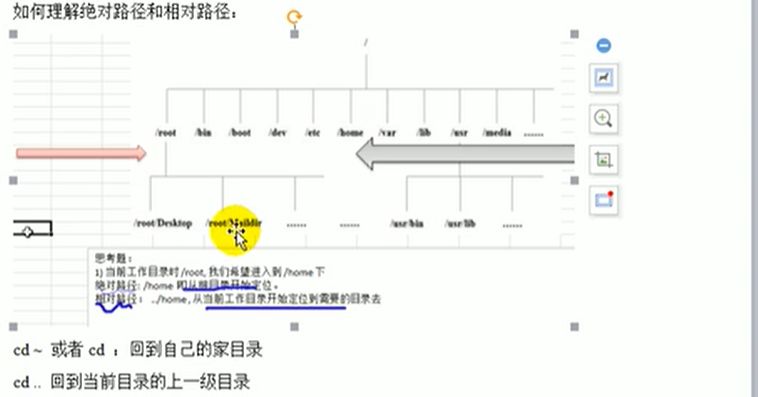 如何理解绝对路径和相对路径：
/
/root /bin /boot /dev /etc /home /var /lib /usr /media ......
/root/Desktop /root/Maildir ...... ...... /usr/bin /usr/lib ......
思考题：
1) 当前工作目录时 /root, 我们希望进入到 /home 下
绝对路径: /home 即从根目录开始定位。
相对路径： ../home , 从当前工作目录开始定位到需要的目录去
cd ~ 或者 cd ：回到自己的家目录
cd .. 回到当前目录的上一级目录